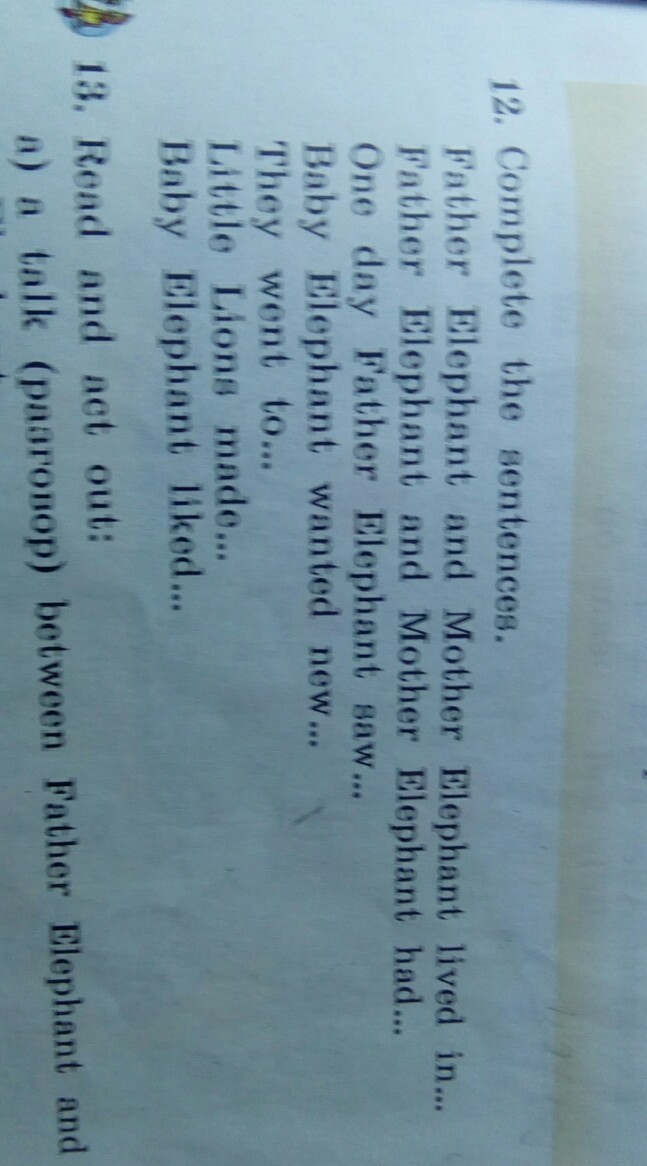 12. Complete the sentences.
Father Elephant and Mother Elephant lived in...
Father Elephant and Mother Elephant had...
One day Father Elephant saw...
Baby Elephant wanted new...
They went to...
Little Lions made...
Baby Elephant liked...
13. Read and act out:
a) a talk (разговор) between Father Elephant and